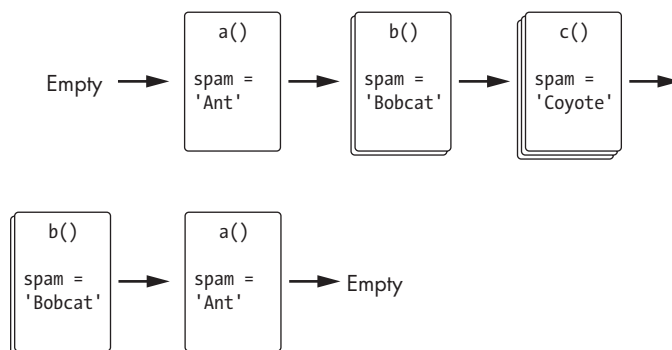 Empty
a()
spam =
'Ant'
b()
spam =
'Bobcat'
c()
spam =
'Coyote'
b()
spam =
'Bobcat'
a()
spam =
'Ant'
Empty